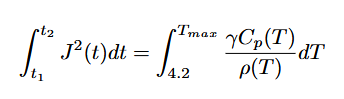 ∫_{t_1}^{t_2} J^2(t)dt = ∫_{4.2}^{T_{max}} \frac{γC_p(T)}{ρ(T)} dT